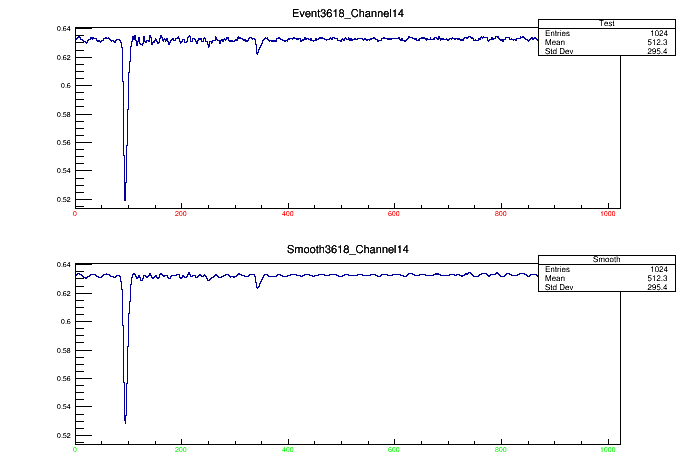 Event3618_Channel14
Test
Entries 1024
Mean 512.3
Std Dev 295.4
0.64
0.62
0.6
0.58
0.56
0.54
0.52
0 200 400 600 800 1000
Smooth3618_Channel14
Smooth
Entries 1024
Mean 512.3
Std Dev 295.4
0.64
0.62
0.6
0.58
0.56
0.54
0.52
0 200 400 600 800 1000